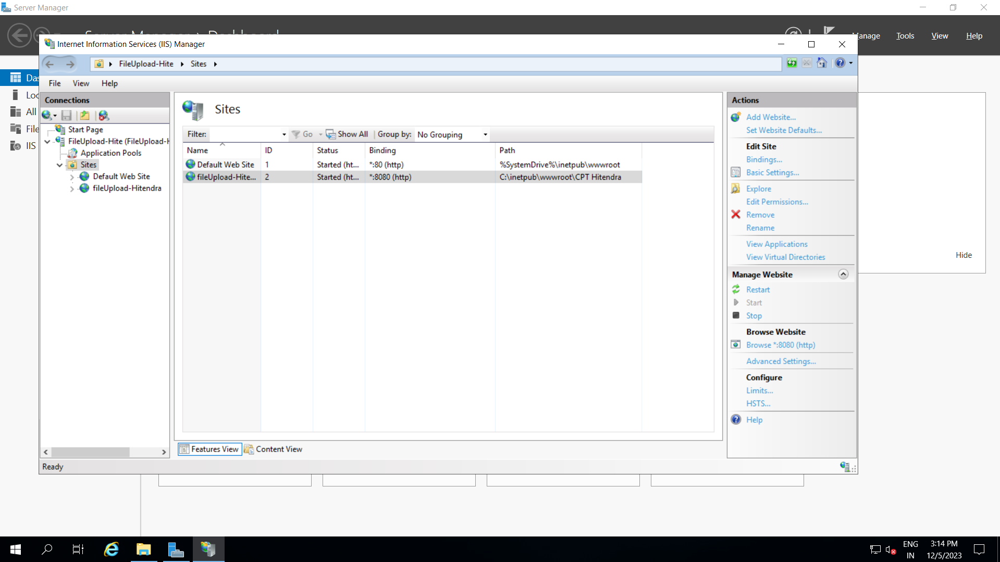 Server Manager
Manage
Tools
View
Help
Internet Information Services (IIS) Manager
FileUpload-Hite
Sites
File
View
Help
Das
Loc
All
File
IIS
Connections
Start Page
FileUpload-Hite (FileUpload-H
Application Pools
Sites
Default Web Site
fileUpload-Hitendra
Sites
Filter:
Go
Show All
Group by:
No Grouping
Name ID Status Binding Path
Default Web Site 1 Started (ht... *:80 (http) %SystemDrive%\inetpub\wwwroot
fileUpload-Hite... 2 Started (ht... *:8080 (http) C:\inetpub\wwwroot\CPT Hitendra
Features View
Content View
Ready
Actions
Add Website...
Set Website Defaults...
Edit Site
Bindings...
Basic Settings...
Explore
Edit Permissions...
Remove
Rename
View Applications
View Virtual Directories
Manage Website
Restart
Start
Stop
Browse Website
Browse *:8080 (http)
Advanced Settings...
Configure
Limits...
HSTS...
Help
Hide
ENG
IN
3:14 PM
12/5/2023